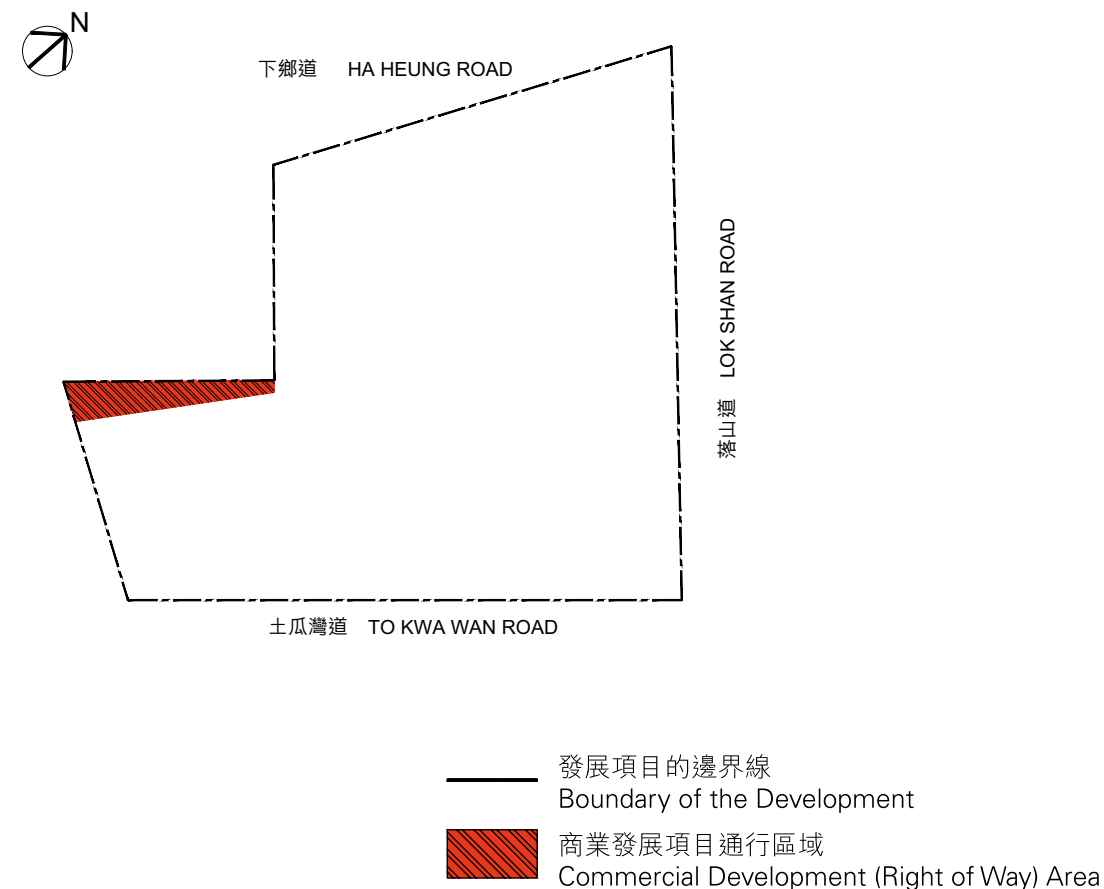 N
下鄉道 HA HEUNG ROAD
落山道 LOK SHAN ROAD
土瓜灣道 TO KWA WAN ROAD
發展項目的邊界線
Boundary of the Development
商業發展項目通行區域
Commercial Development (Right of Way) Area